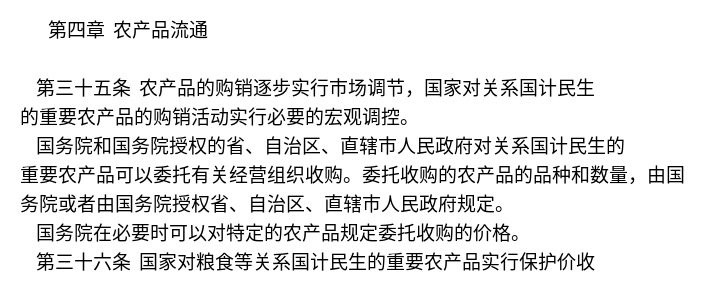 第四章 农产品流通
第三十五条 农产品的购销逐步实行市场调节，国家对关系国计民生
的重要农产品的购销活动实行必要的宏观调控。
国务院和国务院授权的省、自治区、直辖市人民政府对关系国计民生的
重要农产品可以委托有关经营组织收购。委托收购的农产品的品种和数量，由国
务院或者由国务院授权省、自治区、直辖市人民政府规定。
国务院在必要时可以对特定的农产品规定委托收购的价格。
第三十六条 国家对粮食等关系国计民生的重要农产品实行保护价收